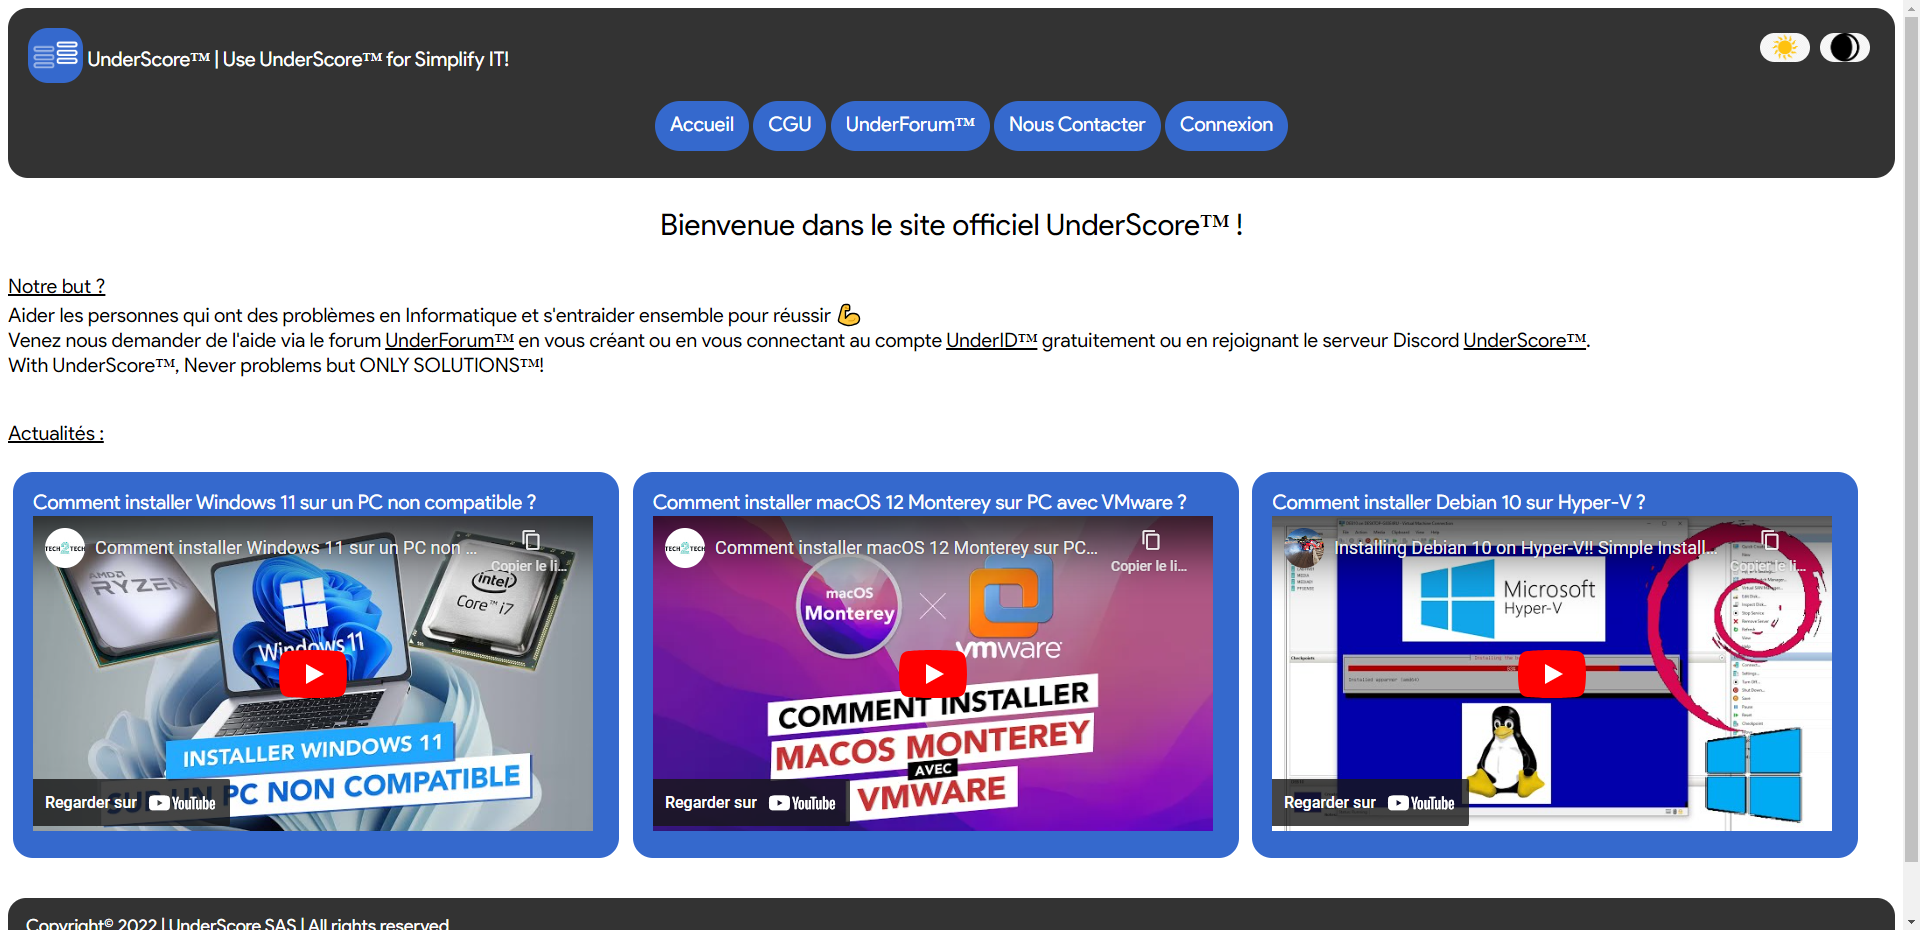 UnderScore™ | Use UnderScore™ for Simplify IT!
Accueil
CGU
UnderForum™
Nous Contacter
Connexion
Bienvenue dans le site officiel UnderScore™ !
Notre but ?
Aider les personnes qui ont des problèmes en Informatique et s'entraider ensemble pour réussir 💪
Venez nous demander de l'aide via le forum UnderForum™ en vous créant ou en vous connectant au compte UnderID™ gratuitement ou en rejoignant le serveur Discord UnderScore™.
With UnderScore™, Never problems but ONLY SOLUTIONS™!
Actualités :
Comment installer Windows 11 sur un PC non compatible ?
TECH2TECH
Comment installer Windows 11 sur un PC non ...
Copier le li...
AMD
RYZEN
intel
Core™ i7
Windows 11
INSTALLER WINDOWS 11
SUR UN PC NON COMPATIBLE
Regarder sur YouTube
Comment installer macOS 12 Monterey sur PC avec VMware ?
TECH2TECH
Comment installer macOS 12 Monterey sur PC...
Copier le li...
macOS
Monterey
vmware
COMMENT INSTALLER
MACOS MONTEREY
AVEC
VMWARE
Regarder sur YouTube
Comment installer Debian 10 sur Hyper-V ?
Installing Debian 10 on Hyper-V!! Simple Install...
Copier le li...
Microsoft
Hyper-V
Regarder sur YouTube
Copyright© 2022 | UnderScore SAS | All rights reserved